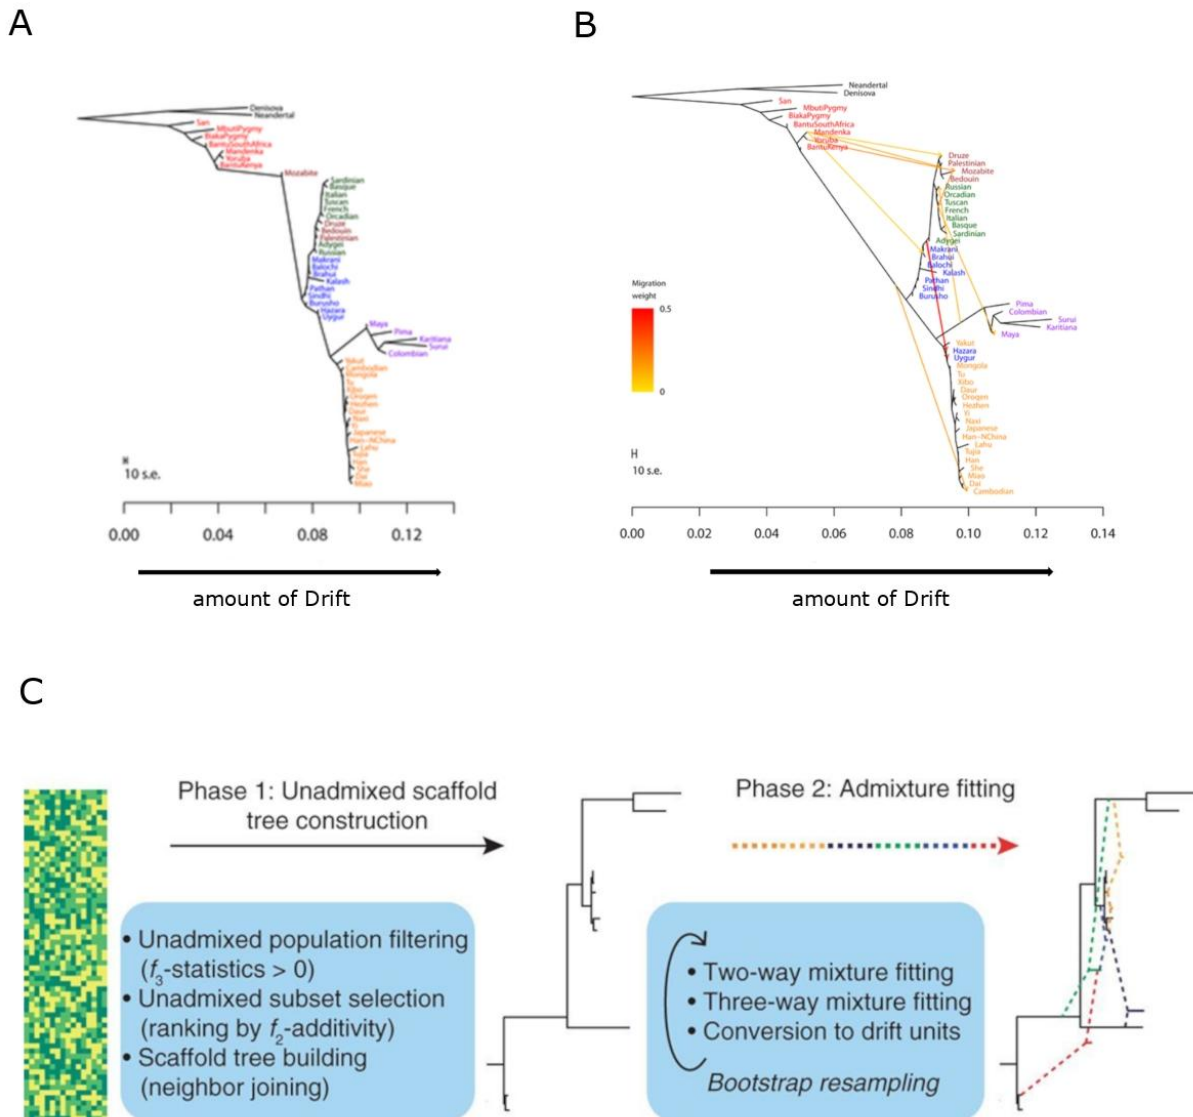 A
Denisova
Neandertal
San
MbutiPygmy
BiakaPygmy
BantuSouthAfrica
Mandenka
Yoruba
BantuKenya
Mozabite
Sardinian
Basque
Italian
Tuscan
French
Orcadian
Druze
Bedouin
Palestinian
Adygei
Russian
Makrani
Balochi
Brahui
Kalash
Pathan
Sindhi
Burusho
Hazara
Uygur
Maya
Pima
Karitiana
Surui
Colombian
Yakut
Cambodian
Mongola
Tu
Xibo
Oroqen
Hezhen
Daur
Naxi
Yi
Japanese
Han-NChina
Lahu
Tujia
Han
She
Dai
Miao
10 s.e.
0.00 0.04 0.08 0.12
amount of Drift
B
Neandertal
Denisova
San
MbutiPygmy
BiakaPygmy
BantuSouthAfrica
Mandenka
Yoruba
BantuKenya
Druze
Palestinian
Mozabite
Bedouin
Russian
Orcadian
Tuscan
French
Italian
Basque
Sardinian
Adygei
Makrani
Brahui
Balochi
Kalash
Pathan
Sindhi
Burusho
Pima
Colombian
Surui
Karitiana
Maya
Yakut
Hazara
Uygur
Mongola
Tu
Xibo
Daur
Oroqen
Hezhen
Yi
Naxi
Japanese
Han-NChina
Lahu
Tujia
Han
She
Miao
Dai
Cambodian
Migration
weight
0.5
0
10 s.e.
0.00 0.02 0.04 0.06 0.08 0.10 0.12 0.14
amount of Drift
C
Phase 1: Unadmixed scaffold
tree construction
• Unadmixed population filtering
(f3-statistics > 0)
• Unadmixed subset selection
(ranking by f2-additivity)
• Scaffold tree building
(neighbor joining)
Phase 2: Admixture fitting
• Two-way mixture fitting
• Three-way mixture fitting
• Conversion to drift units
Bootstrap resampling